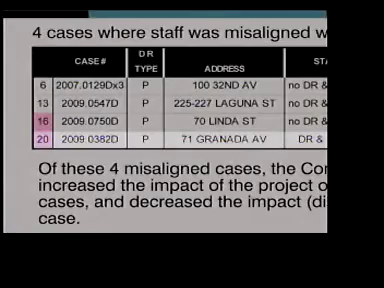 4 cases where staff was misaligned w
CASE # DR TYPE ADDRESS STA
6 2007.0129Dx3 P 100 32ND AV no DR &
13 2009.0547D P 225-227 LAGUNA ST no DR &
16 2009.0750D P 70 LINDA ST no DR &
20 2009.0382D P 71 GRANADA AV DR &
Of these 4 misaligned cases, the Con
increased the impact of the project o
cases, and decreased the impact (di
case.